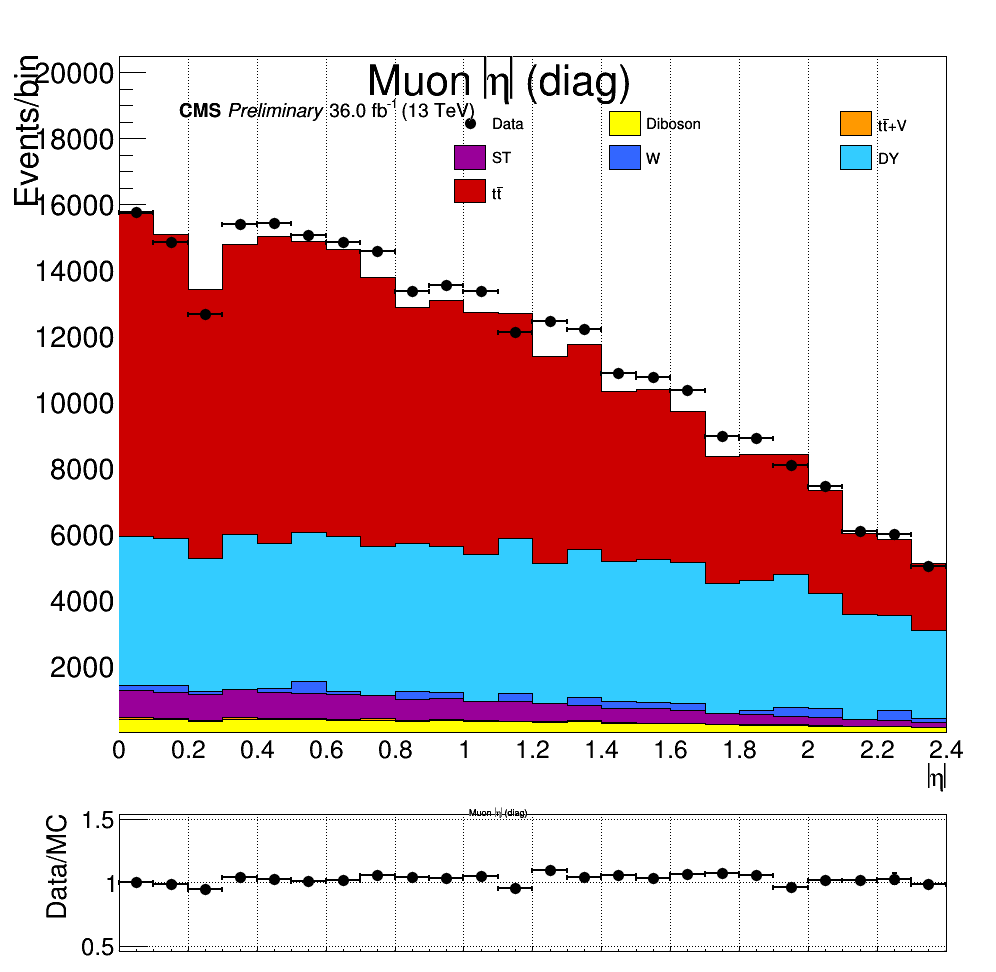 Muon |η| (diag)
CMS Preliminary 36.0 fb⁻¹ (13 TeV)
Data
Diboson
tt̄+V
ST
W
DY
tt̄
Events/bin
20000
18000
16000
14000
12000
10000
8000
6000
4000
2000
0 0.2 0.4 0.6 0.8 1 1.2 1.4 1.6 1.8 2 2.2 2.4
|η|
Muon |η| (diag)
Data/MC
1.5
1
0.5